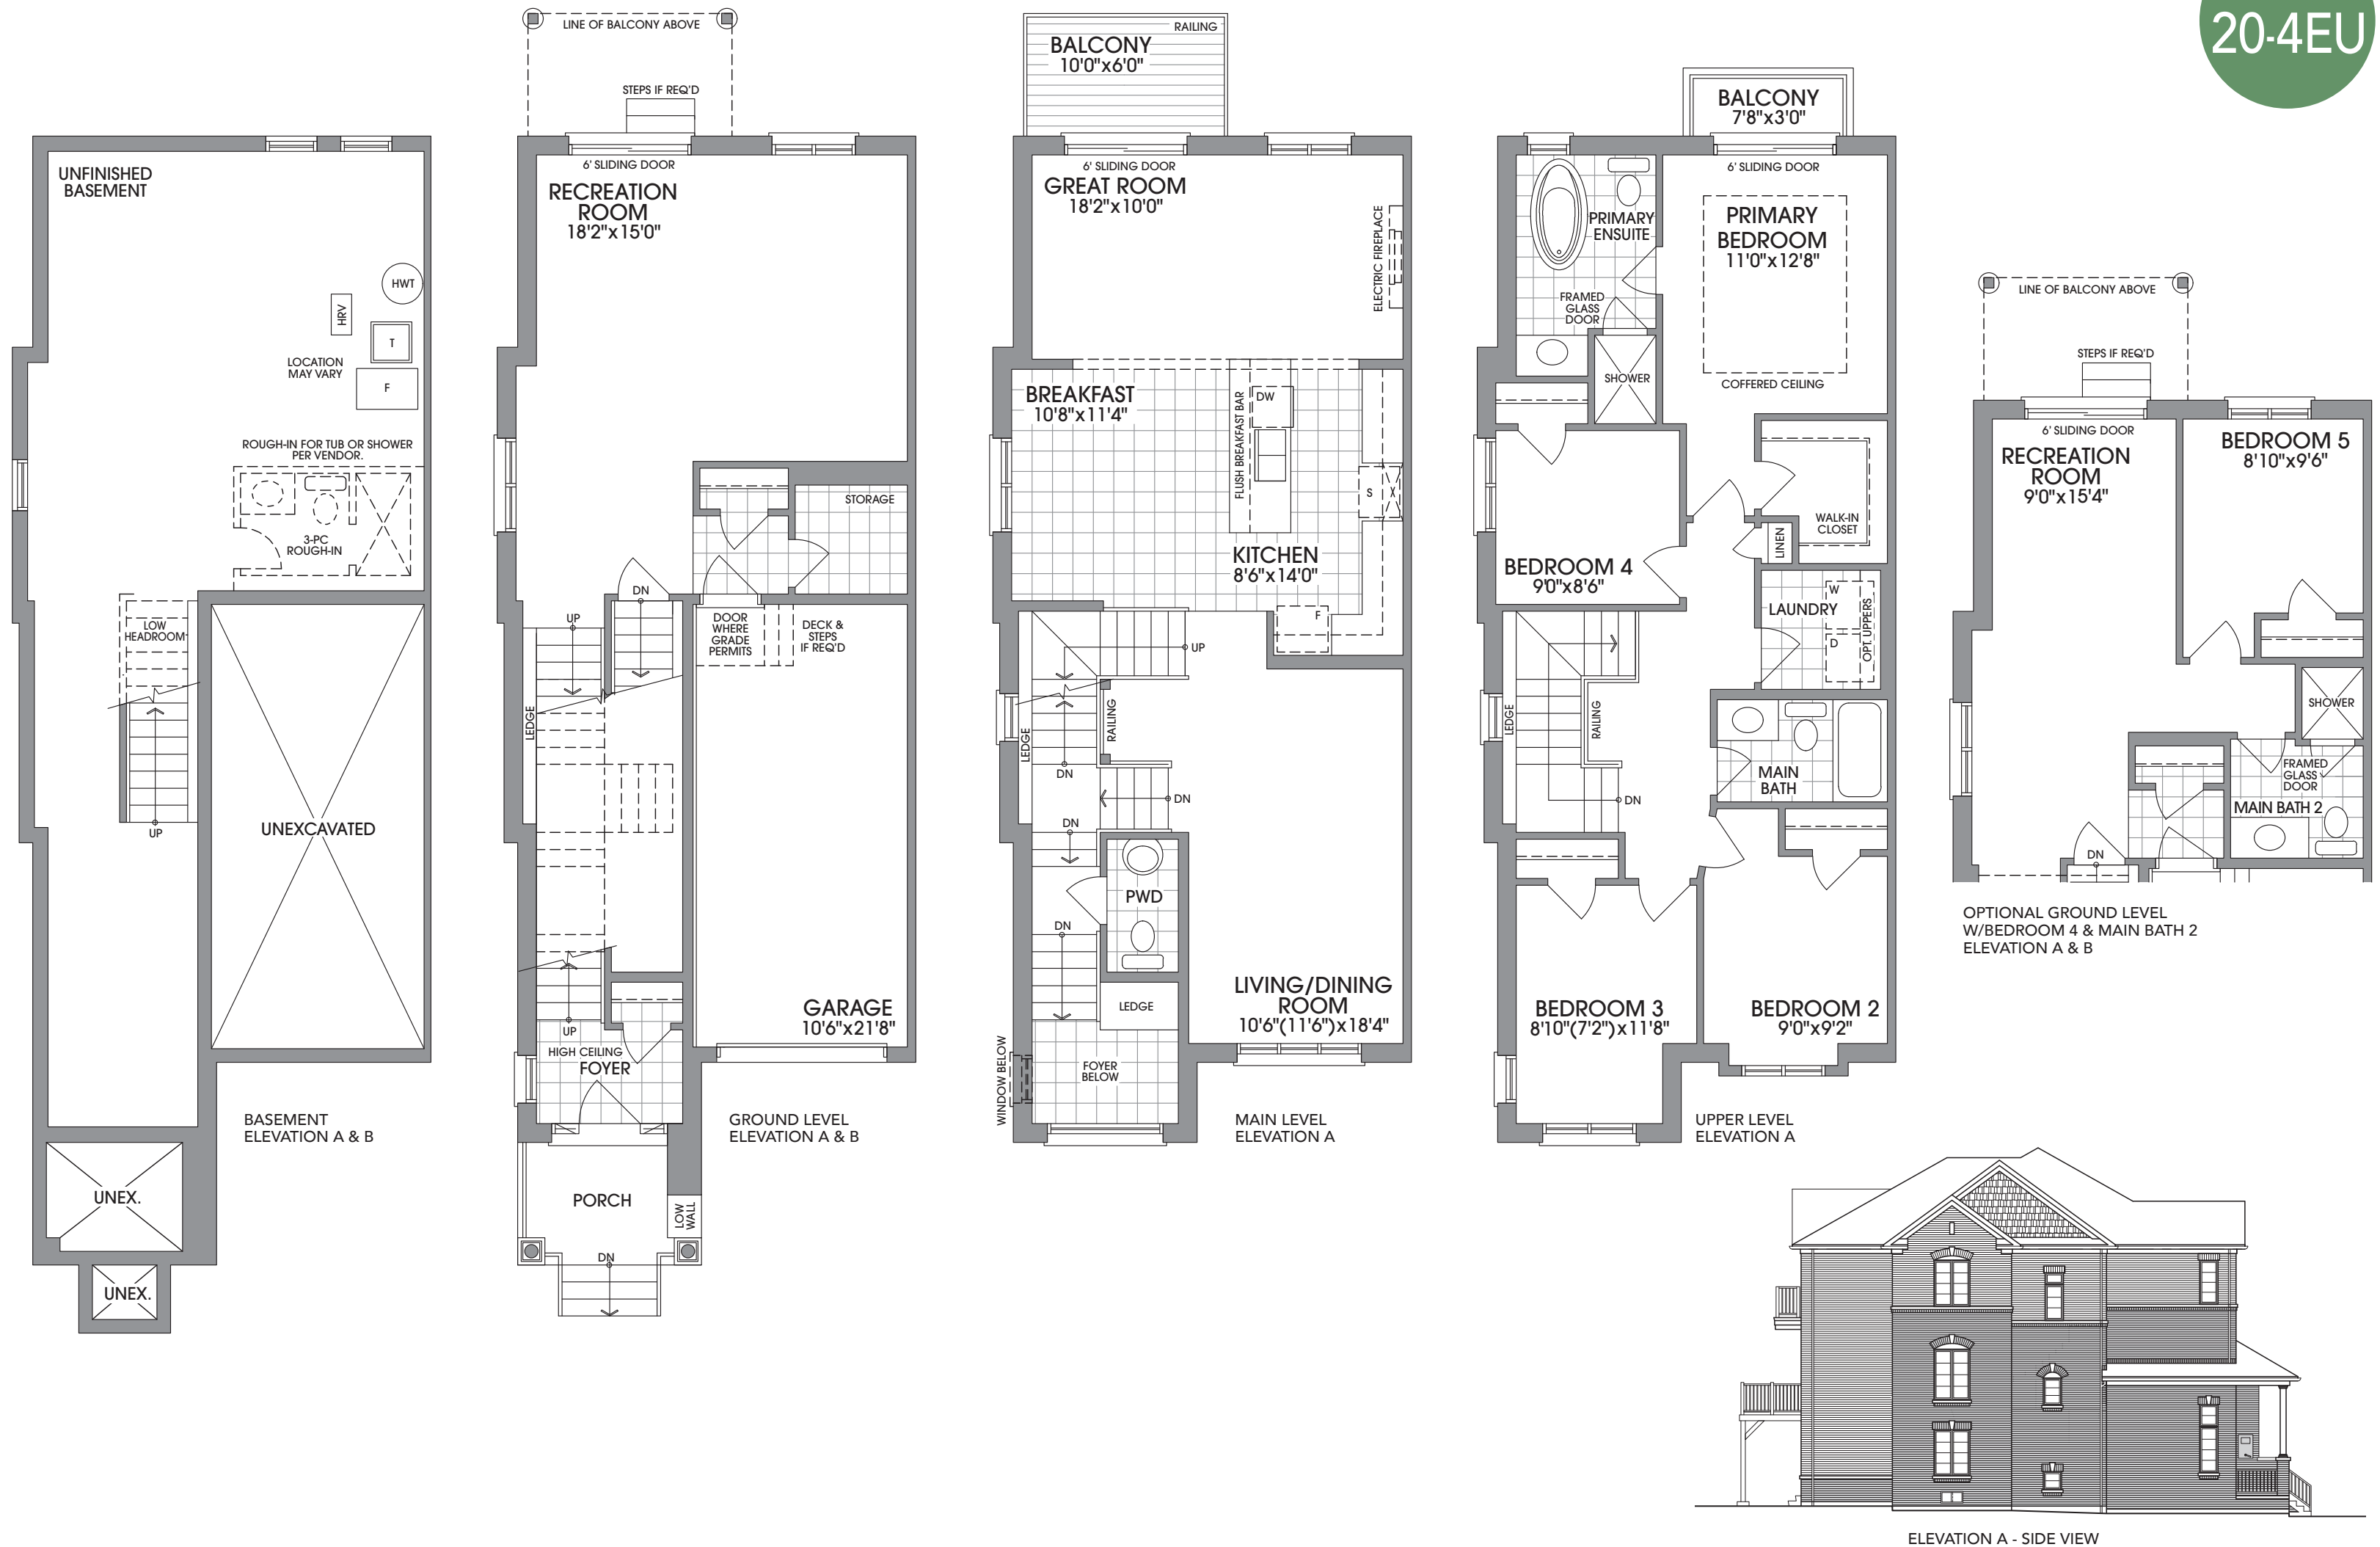 20-4EU
UNFINISHED
BASEMENT
HWT
HRV
T
LOCATION
MAY VARY
F
ROUGH-IN FOR TUB OR SHOWER
PER VENDOR.
3-PC
ROUGH-IN
LOW
HEADROOM
UP
UNEXCAVATED
UNEX.
UNEX.
BASEMENT
ELEVATION A & B
LINE OF BALCONY ABOVE
STEPS IF REQ'D
6' SLIDING DOOR
RECREATION
ROOM
18'2"x15'0"
STORAGE
DN
UP
DOOR
WHERE
GRADE
PERMITS
DECK &
STEPS
IF REQ'D
LEDGE
GARAGE
10'6"x21'8"
UP
HIGH CEILING
FOYER
PORCH
LOW
WALL
DN
GROUND LEVEL
ELEVATION A & B
RAILING
BALCONY
10'0"x6'0"
6' SLIDING DOOR
GREAT ROOM
18'2"x10'0"
ELECTRIC FIREPLACE
BREAKFAST
10'8"x11'4"
FLUSH BREAKFAST BAR
DW
S
KITCHEN
8'6"x14'0"
F
UP
RAILING
LEDGE
DN
DN
DN
PWD
DN
LEDGE
LIVING/DINING
ROOM
10'6"(11'6")x18'4"
WINDOW BELOW
FOYER
BELOW
MAIN LEVEL
ELEVATION A
BALCONY
7'8"x3'0"
6' SLIDING DOOR
PRIMARY
ENSUITE
PRIMARY
BEDROOM
11'0"x12'8"
FRAMED
GLASS
DOOR
SHOWER
COFFERED CEILING
WALK-IN
CLOSET
LINEN
BEDROOM 4
9'0"x8'6"
LAUNDRY
W
D
OPT. UPPERS
LEDGE
RAILING
MAIN
BATH
DN
BEDROOM 3
8'10"(7'2")x11'8"
BEDROOM 2
9'0"x9'2"
UPPER LEVEL
ELEVATION A
LINE OF BALCONY ABOVE
STEPS IF REQ'D
6' SLIDING DOOR
RECREATION
ROOM
9'0"x15'4"
BEDROOM 5
8'10"x9'6"
SHOWER
FRAMED
GLASS
DOOR
MAIN BATH 2
DN
OPTIONAL GROUND LEVEL
W/BEDROOM 4 & MAIN BATH 2
ELEVATION A & B
ELEVATION A - SIDE VIEW